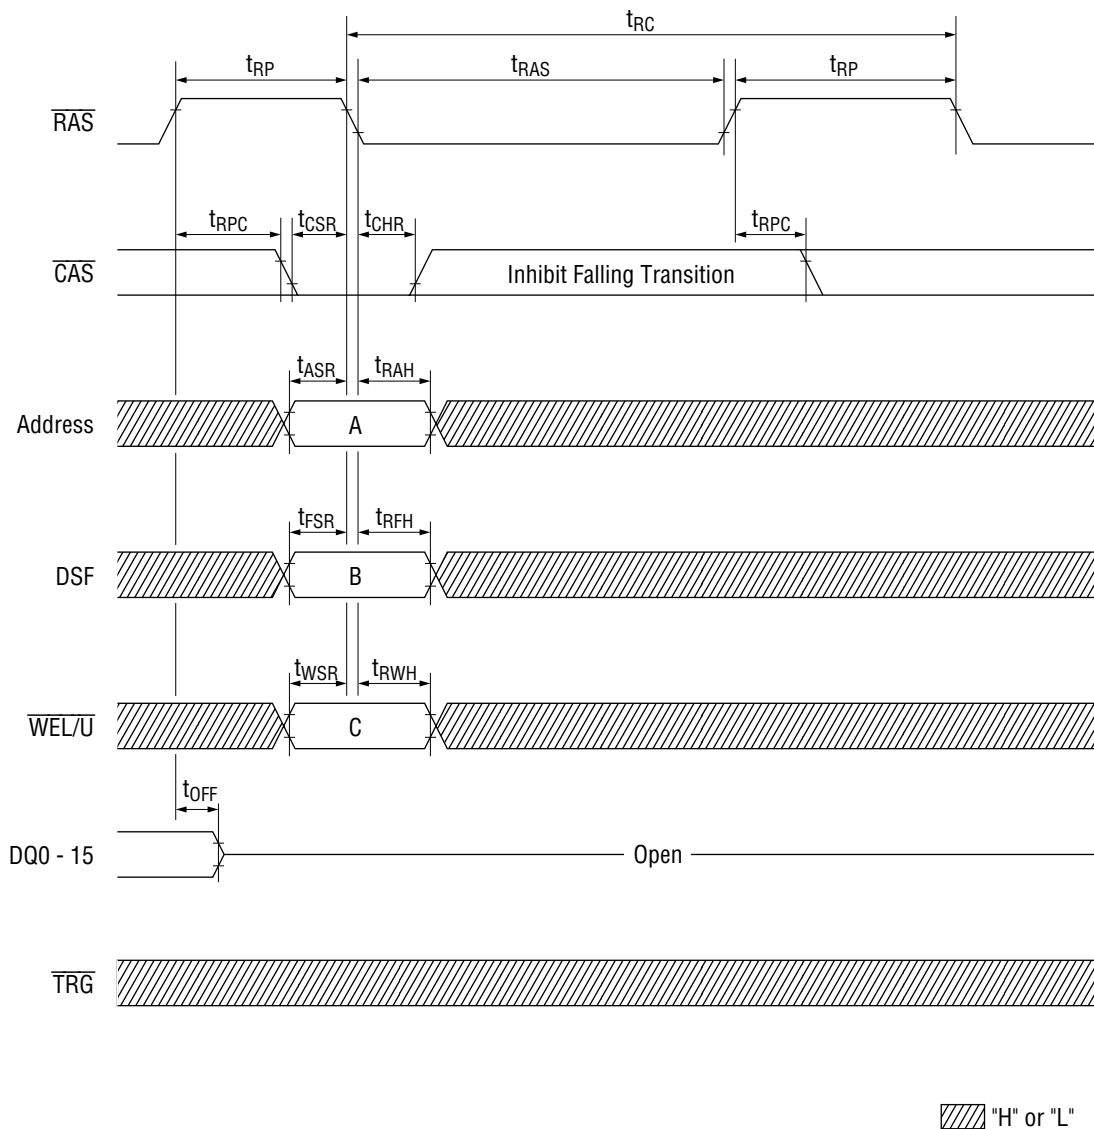 tRC
tRP tRAS tRP
RAS
tRPC tCSR tCHR tRPC
CAS Inhibit Falling Transition
tASR tRAH
Address A
tFSR tRFH
DSF B
tWSR tRWH
WEL/U C
tOFF
DQ0 - 15 Open
TRG
"H" or "L"